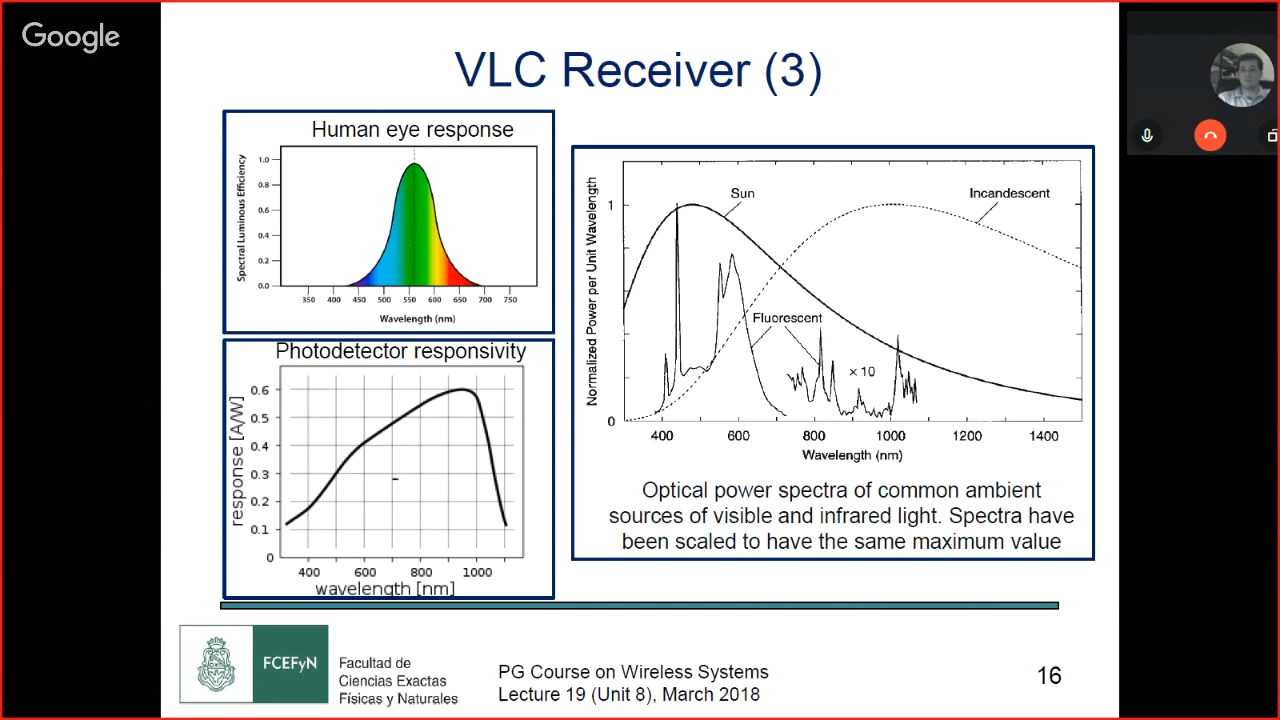 Google
VLC Receiver (3)
Human eye response
Spectral Luminous Efficiency
1.0
0.8
0.6
0.4
0.2
0.0
350 400 450 500 550 600 650 700 750
Wavelength (nm)
Photodetector responsivity
response [A/W]
0.6
0.5
0.4
0.3
0.2
0.1
0
400 600 800 1000
wavelength [nm]
Normalized Power per Unit Wavelength
1
0
Sun
Incandescent
Fluorescent
×10
400 600 800 1000 1200 1400
Wavelength (nm)
Optical power spectra of common ambient
sources of visible and infrared light. Spectra have
been scaled to have the same maximum value
FCEFyN
Facultad de
Ciencias Exactas
Físicas y Naturales
PG Course on Wireless Systems
Lecture 19 (Unit 8), March 2018
16